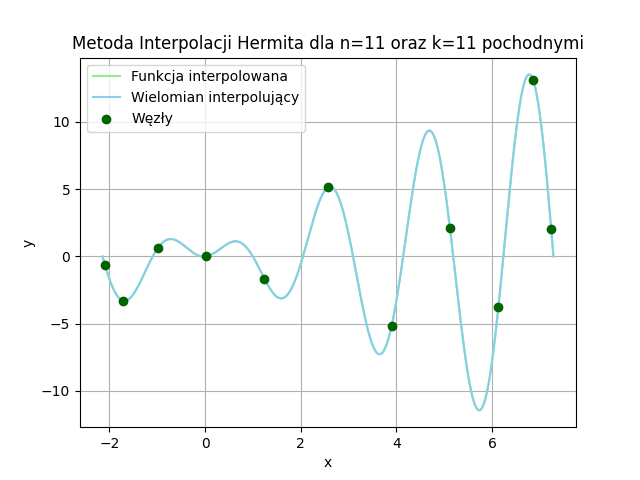 Metoda Interpolacji Hermita dla n=11 oraz k=11 pochodnymi
Funkcja interpolowana
Wielomian interpolujący
Węzły
10
5
0
−5
−10
y
−2
0
2
4
6
x